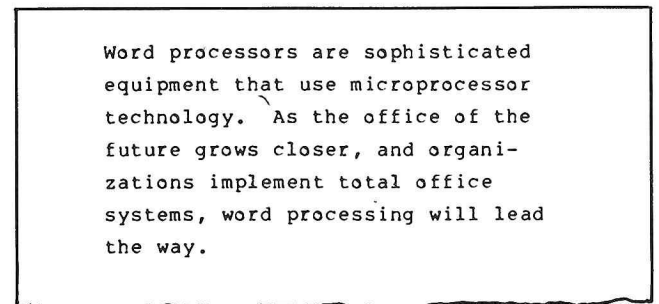 Word processors are sophisticated
equipment that use microprocessor
technology. As the office of the
future grows closer, and organi-
zations implement total office
systems, word processing will lead
the way.